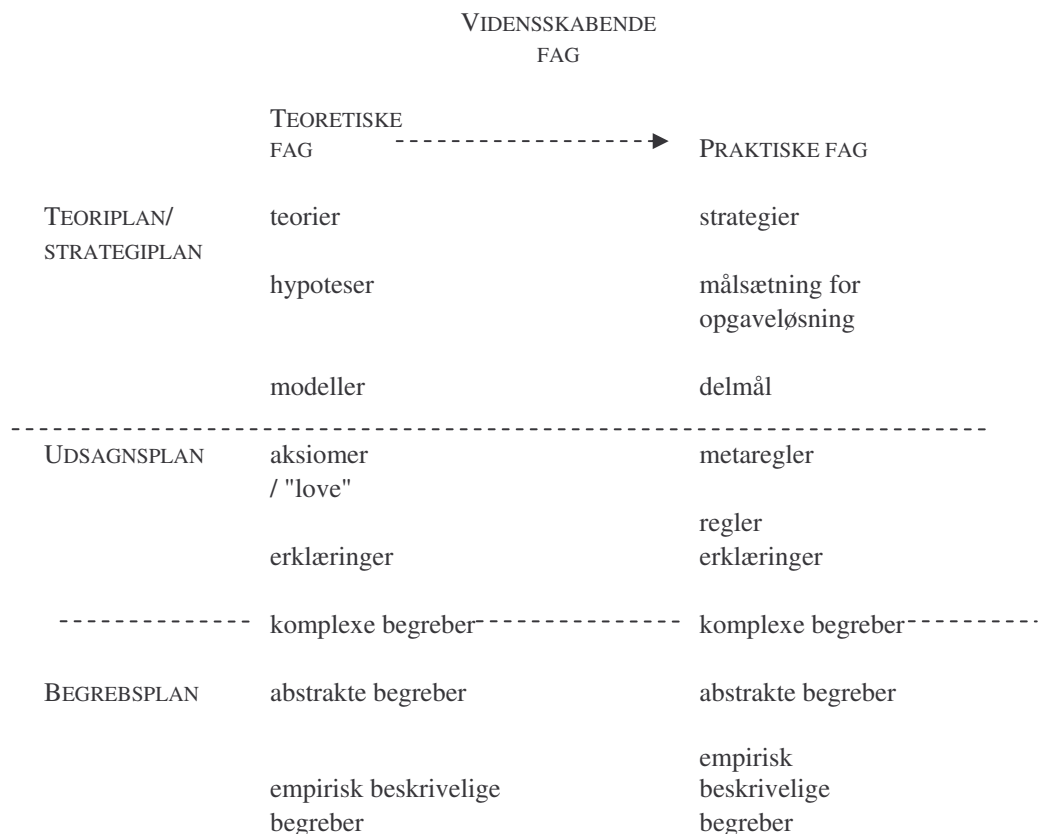 VIDENSSKABENDE
FAG
TEORETISKE
FAG
PRAKTISKE FAG
TEORIPLAN/
STRATEGIPLAN
teorier
strategier
hypoteser
målsætning for
opgaveløsning
modeller
delmål
UDSAGNSPLAN
aksiomer
/ "love"
metaregler
regler
erklæringer
erklæringer
komplexe begreber
komplexe begreber
BEGREBSPLAN
abstrakte begreber
abstrakte begreber
empirisk beskrivelige
begreber
empirisk
beskrivelige
begreber